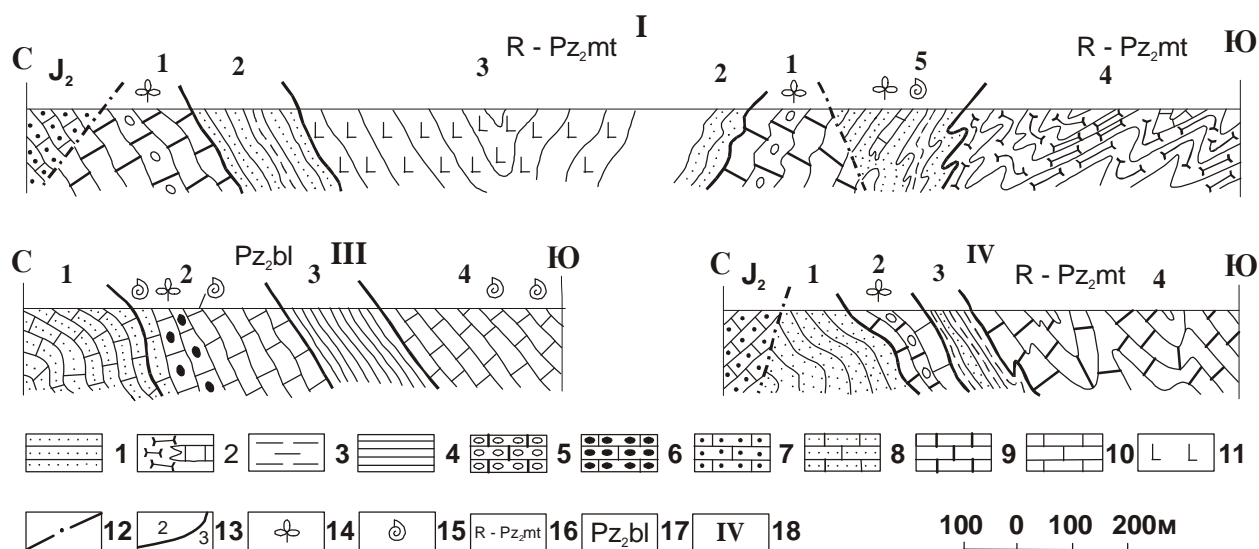 I
С J₂ 1 2 3 R - Pz₂mt 2 1 5 R - Pz₂mt 4 Ю
L L L L L L L L L L L L L L L
С 1 2 Pz₂bl III 3 4 Ю
С J₂ 1 2 3 IV R - Pz₂mt 4 Ю
1 2 3 4 5 6 7 8 9 10 L L 11
12 2 3 13 14 15 R - Pz₂mt 16 Pz₂bl 17 IV 18
100 0 100 200м